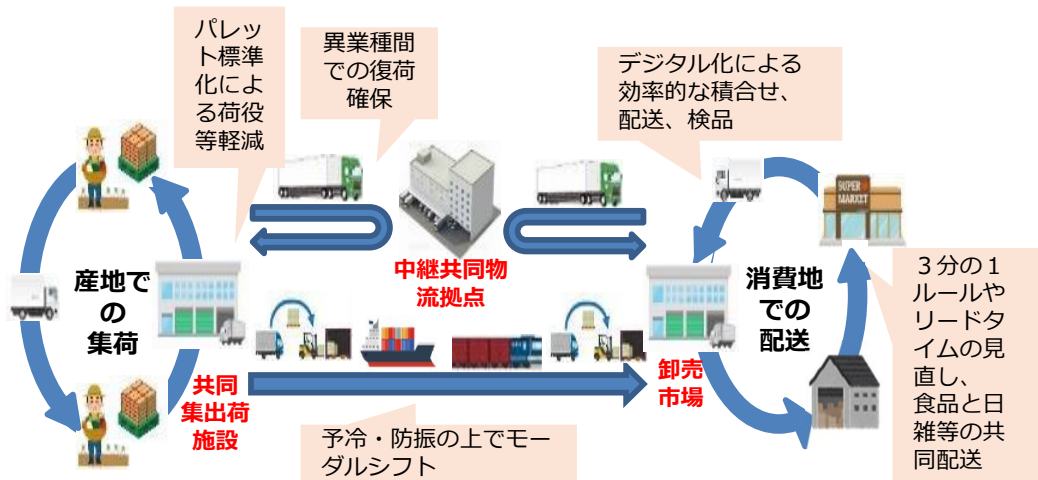 パレッ
ト標準
化によ
る荷役
等軽減
異業種間
での復荷
確保
デジタル化による
効率的な積合せ、
配送、検品
SUPER
MARKET
産地で
の
集荷
中継共同物
流拠点
消費地
での
配送
3分の1
ルールや
リードタ
イムの見
直し、
食品と日
雑等の共
同配送
共同
集出荷
施設
卸売
市場
予冷・防振の上でモー
ダルシフト